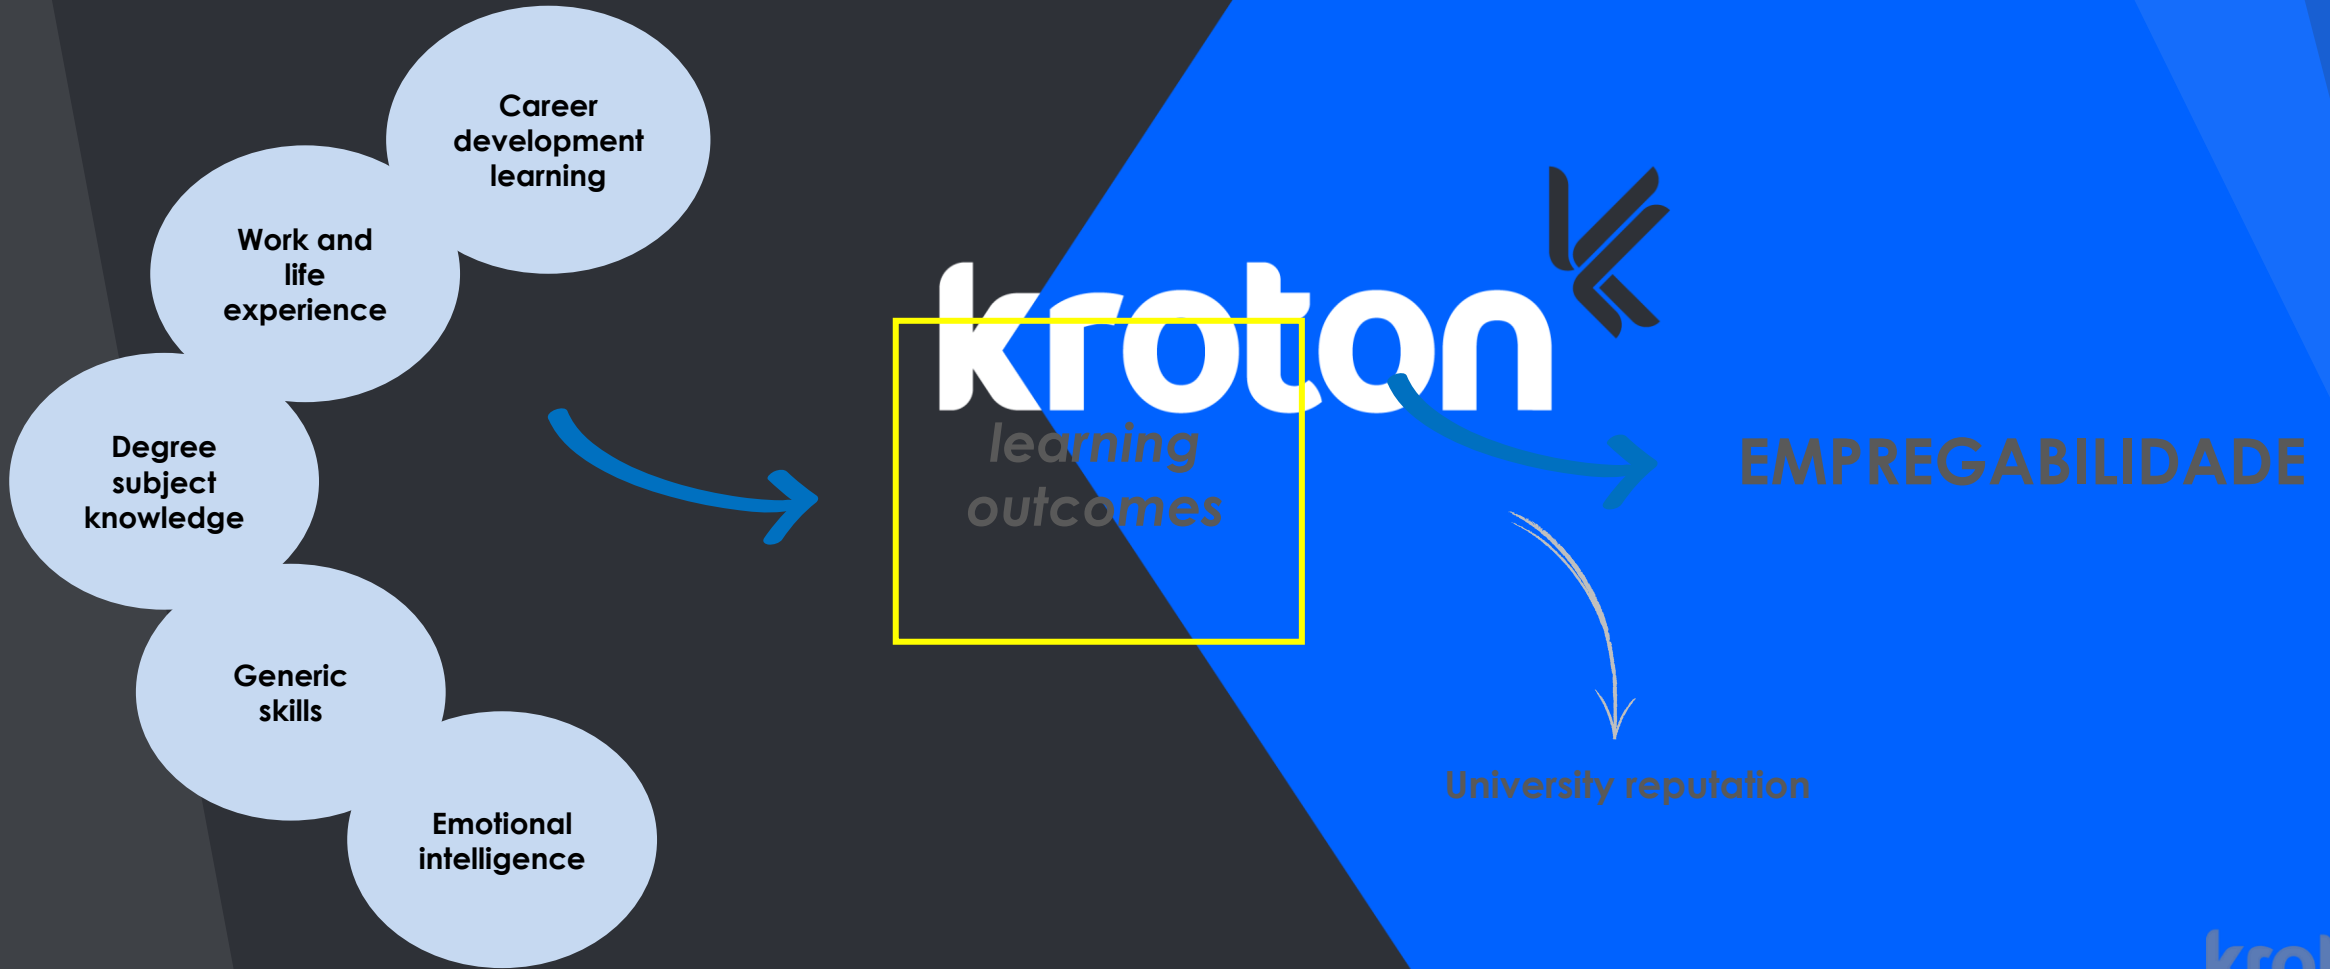 Career
development
learning
Work and
life
experience
Degree
subject
knowledge
Generic
skills
Emotional
intelligence
kroton
learning
outcomes
EMPREGABILIDADE
University reputation